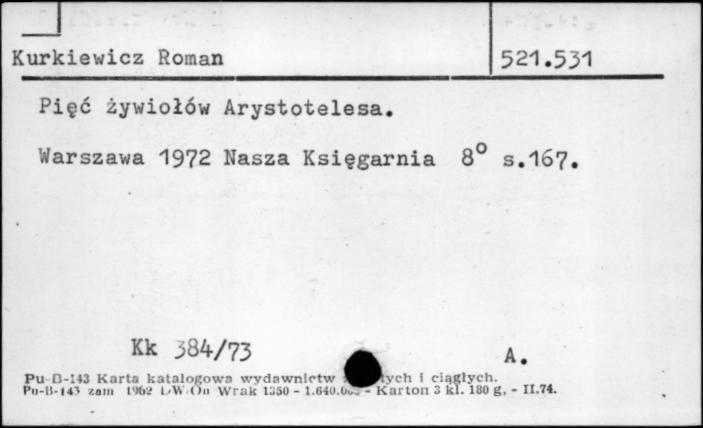 Kurkiewicz Roman 521.531
Pięć żywiołów Arystotelesa.
Warszawa 1972 Nasza Księgarnia 8° s.167.
Kk 384/73 A.
Pu-B-143 Karta katalogowa wydawnictw i ciągłych.
Pu-B-143 zam 1962 Wrak 1350 - Karton 3 kl. 180 g, - II.74.